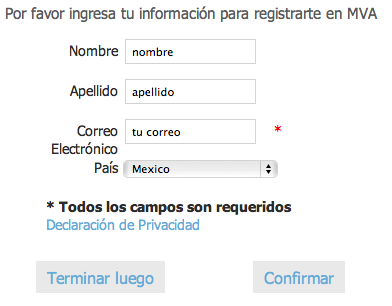 Por favor ingresa tu información para registrarte en MVA
Nombre nombre
Apellido apellido
Correo tu correo *
Electrónico
País Mexico
* Todos los campos son requeridos
Declaración de Privacidad
Terminar luego Confirmar